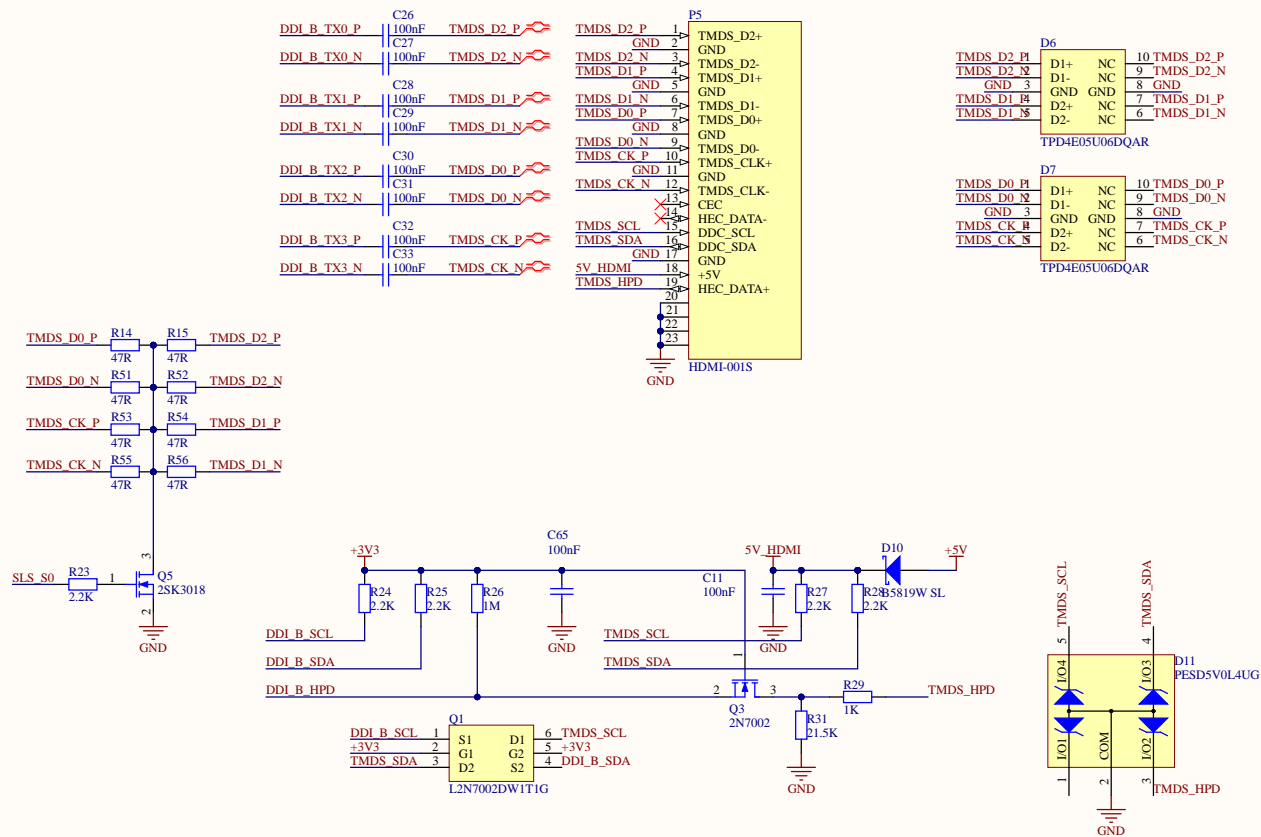 C26
DDI_B_TX0_P 100nF TMDS_D2_P
C27
DDI_B_TX0_N 100nF TMDS_D2_N
C28
DDI_B_TX1_P 100nF TMDS_D1_P
C29
DDI_B_TX1_N 100nF TMDS_D1_N
C30
DDI_B_TX2_P 100nF TMDS_D0_P
C31
DDI_B_TX2_N 100nF TMDS_D0_N
C32
DDI_B_TX3_P 100nF TMDS_CK_P
C33
DDI_B_TX3_N 100nF TMDS_CK_N
P5
TMDS_D2_P 1 TMDS_D2+
GND 2 GND
TMDS_D2_N 3 TMDS_D2-
TMDS_D1_P 4 TMDS_D1+
GND 5 GND
TMDS_D1_N 6 TMDS_D1-
TMDS_D0_P 7 TMDS_D0+
GND 8 GND
TMDS_D0_N 9 TMDS_D0-
TMDS_CK_P 10 TMDS_CLK+
GND 11 GND
TMDS_CK_N 12 TMDS_CLK-
13 CEC
14 HEC_DATA-
TMDS_SCL 15 DDC_SCL
TMDS_SDA 16 DDC_SDA
GND 17 GND
5V_HDMI 18 +5V
TMDS_HPD 19 HEC_DATA+
20
21
22
23
GND
HDMI-001S
D6
TMDS_D2_P 1 D1+ NC 10 TMDS_D2_P
TMDS_D2_N 2 D1- NC 9 TMDS_D2_N
GND 3 GND GND 8 GND
TMDS_D1_P 4 D2+ NC 7 TMDS_D1_P
TMDS_D1_N 5 D2- NC 6 TMDS_D1_N
TPD4E05U06DQAR
D7
TMDS_D0_P 1 D1+ NC 10 TMDS_D0_P
TMDS_D0_N 2 D1- NC 9 TMDS_D0_N
GND 3 GND GND 8 GND
TMDS_CK_P 4 D2+ NC 7 TMDS_CK_P
TMDS_CK_N 5 D2- NC 6 TMDS_CK_N
TPD4E05U06DQAR
TMDS_D0_P R14 R15 TMDS_D2_P
47R 47R
TMDS_D0_N R51 R52 TMDS_D2_N
47R 47R
TMDS_CK_P R53 R54 TMDS_D1_P
47R 47R
TMDS_CK_N R55 R56 TMDS_D1_N
47R 47R
SLS_S0 R23 1 3 Q5
2.2K 2SK3018
2
GND
+3V3
C65
100nF
R24 R25 R26
2.2K 2.2K 1M
GND
DDI_B_SCL
DDI_B_SDA
DDI_B_HPD
5V_HDMI D10 +5V
C11
100nF
R27 R28 B5819W SL
2.2K 2.2K
GND
TMDS_SCL
TMDS_SDA
1
2 3
Q3
2N7002
R29 TMDS_HPD
1K
R31
21.5K
GND
Q1
DDI_B_SCL 1 S1 D1 6 TMDS_SCL
+3V3 2 G1 G2 5 +3V3
TMDS_SDA 3 D2 S2 4 DDI_B_SDA
L2N7002DW1T1G
TMDS_SCL TMDS_SDA
5 4
D11
PESD5V0L4UG
I/O4 I/O3
I/O1 COM I/O2
1 2 3
TMDS_HPD
GND